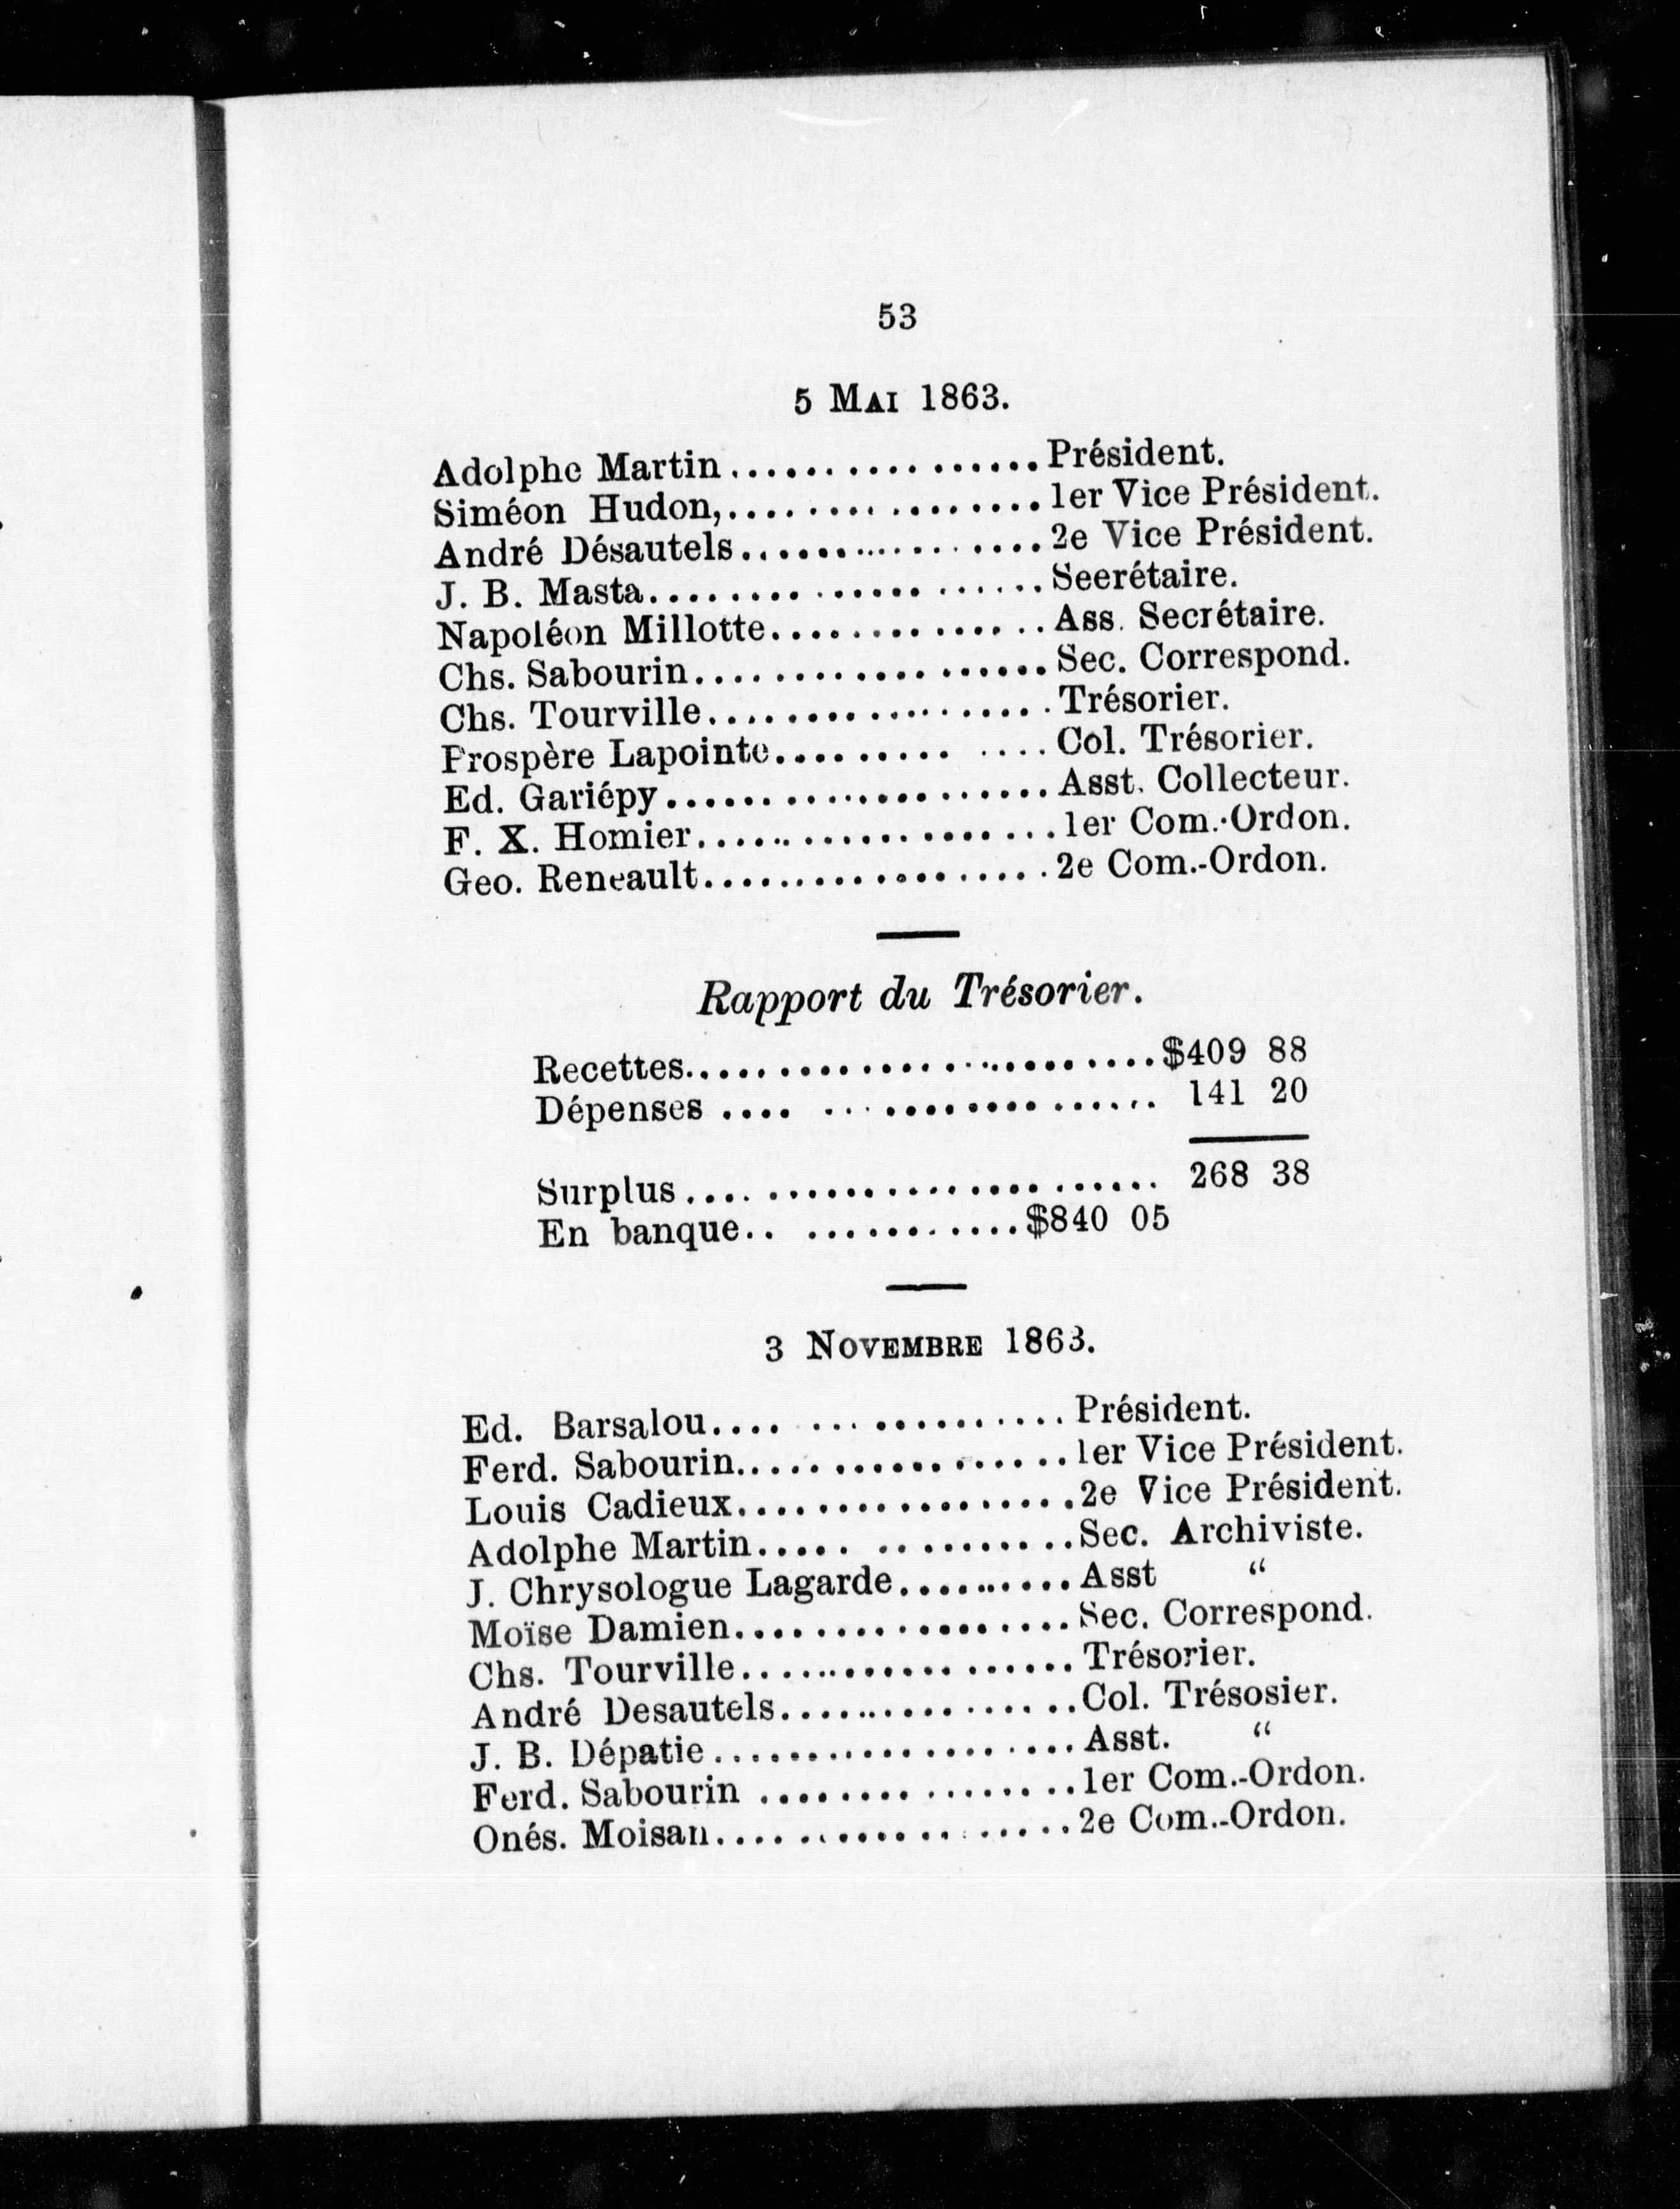 53
5 MAI 1863.
Adolphe Martin.................Président.
Siméon Hudon,.................1er Vice Président.
André Désautels.................2e Vice Président.
J. B. Masta......................Seerétaire.
Napoléon Millotte...............Ass. Secrétaire.
Chs. Sabourin...................Sec. Correspond.
Chs. Tourville...................Trésorier.
Prospère Lapointe.............Col. Trésorier.
Ed. Gariépy.....................Asst. Collecteur.
F. X. Homier....................1er Com.-Ordon.
Geo. Reneault...................2e Com.-Ordon.
Rapport du Trésorier.
Recettes..........................$409 88
Dépenses ...................... 141 20
Surplus......................... 268 38
En banque.. ............$840 05
3 NOVEMBRE 1863.
Ed. Barsalou.... ... ........... Président.
Ferd. Sabourin..................1er Vice Président.
Louis Cadieux..................2e Vice Président.
Adolphe Martin..... ...........Sec. Archiviste.
J. Chrysologue Lagarde..........Asst “
Moïse Damien..................Sec. Correspond.
Chs. Tourville...................Trésorier.
André Desautels................Col. Trésosier.
J. B. Dépatie....................Asst. “
Ferd. Sabourin .................1er Com.-Ordon.
Onés. Moisan...................2e Com.-Ordon.